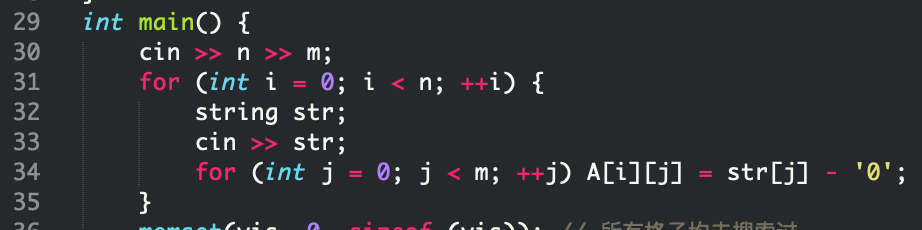 29 int main() {
30 cin >> n >> m;
31 for (int i = 0; i < n; ++i) {
32 string str;
33 cin >> str;
34 for (int j = 0; j < m; ++j) A[i][j] = str[j] - '0';
35 }
36 memset(vis, 0, sizeof (vis)); // 所有格子均未搜索过